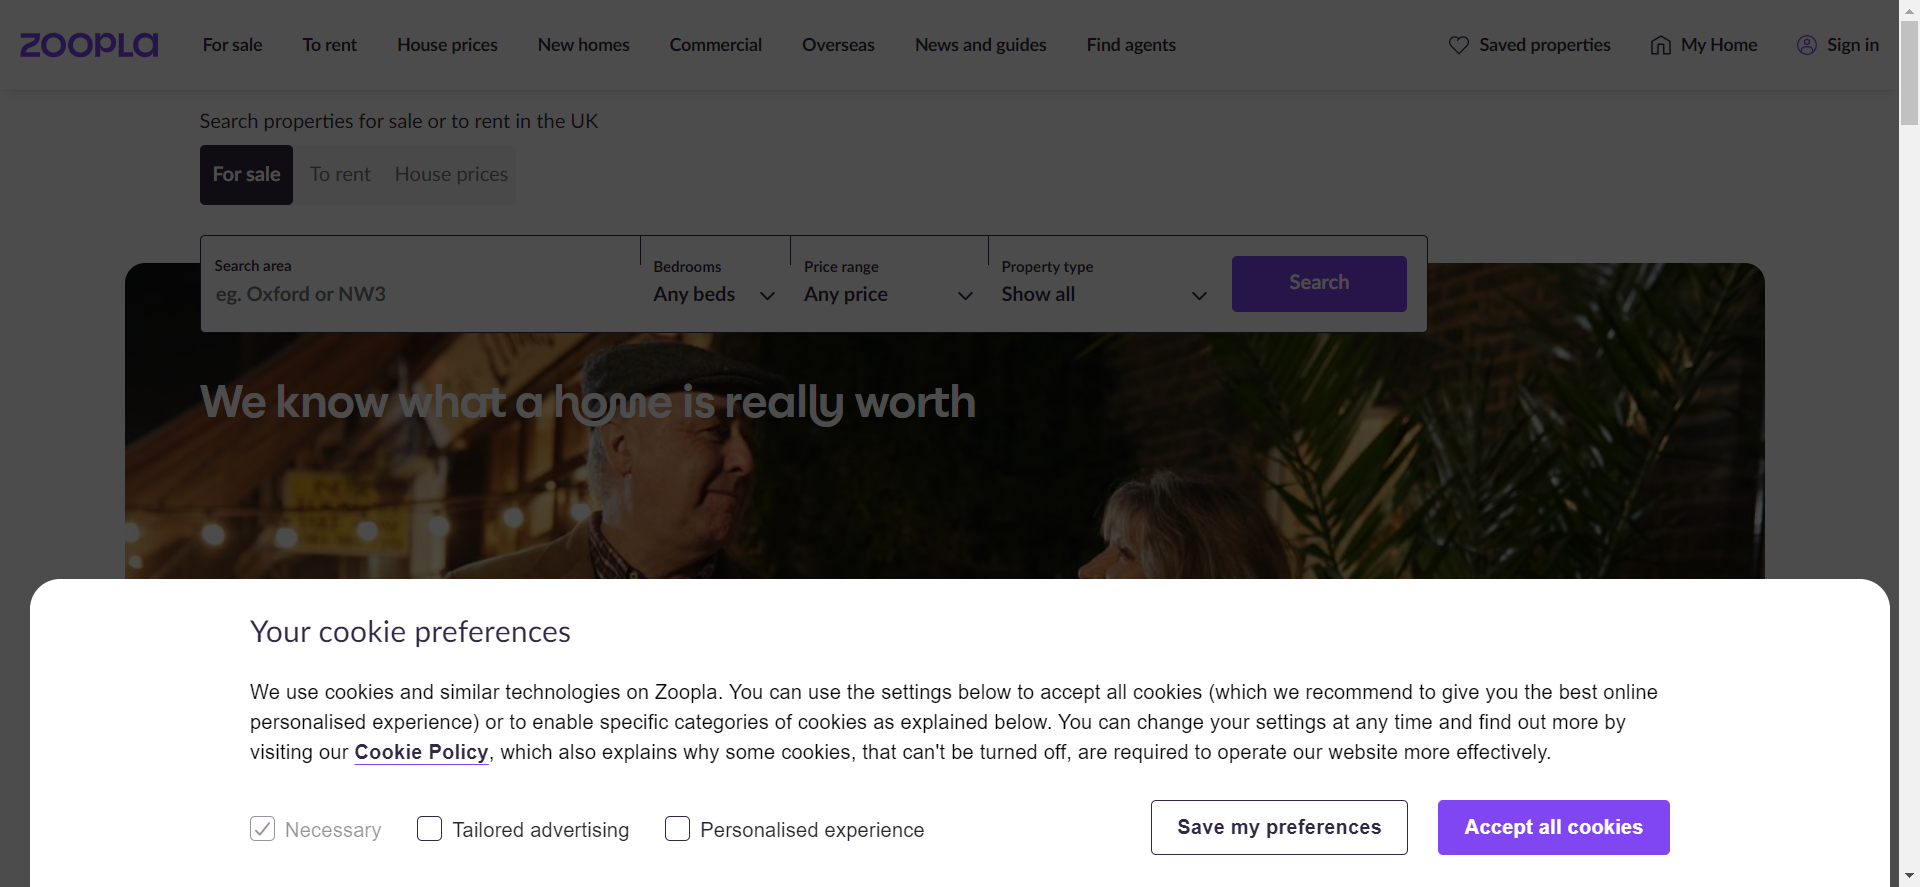 ZOOPLA
For sale
To rent
House prices
New homes
Commercial
Overseas
News and guides
Find agents
Saved properties
My Home
Sign in
Search properties for sale or to rent in the UK
For sale
To rent
House prices
Search area
eg. Oxford or NW3
Bedrooms
Any beds
Price range
Any price
Property type
Show all
Search
We know what a home is really worth
Your cookie preferences
We use cookies and similar technologies on Zoopla. You can use the settings below to accept all cookies (which we recommend to give you the best online
personalised experience) or to enable specific categories of cookies as explained below. You can change your settings at any time and find out more by
visiting our Cookie Policy, which also explains why some cookies, that can't be turned off, are required to operate our website more effectively.
Necessary
Tailored advertising
Personalised experience
Save my preferences
Accept all cookies